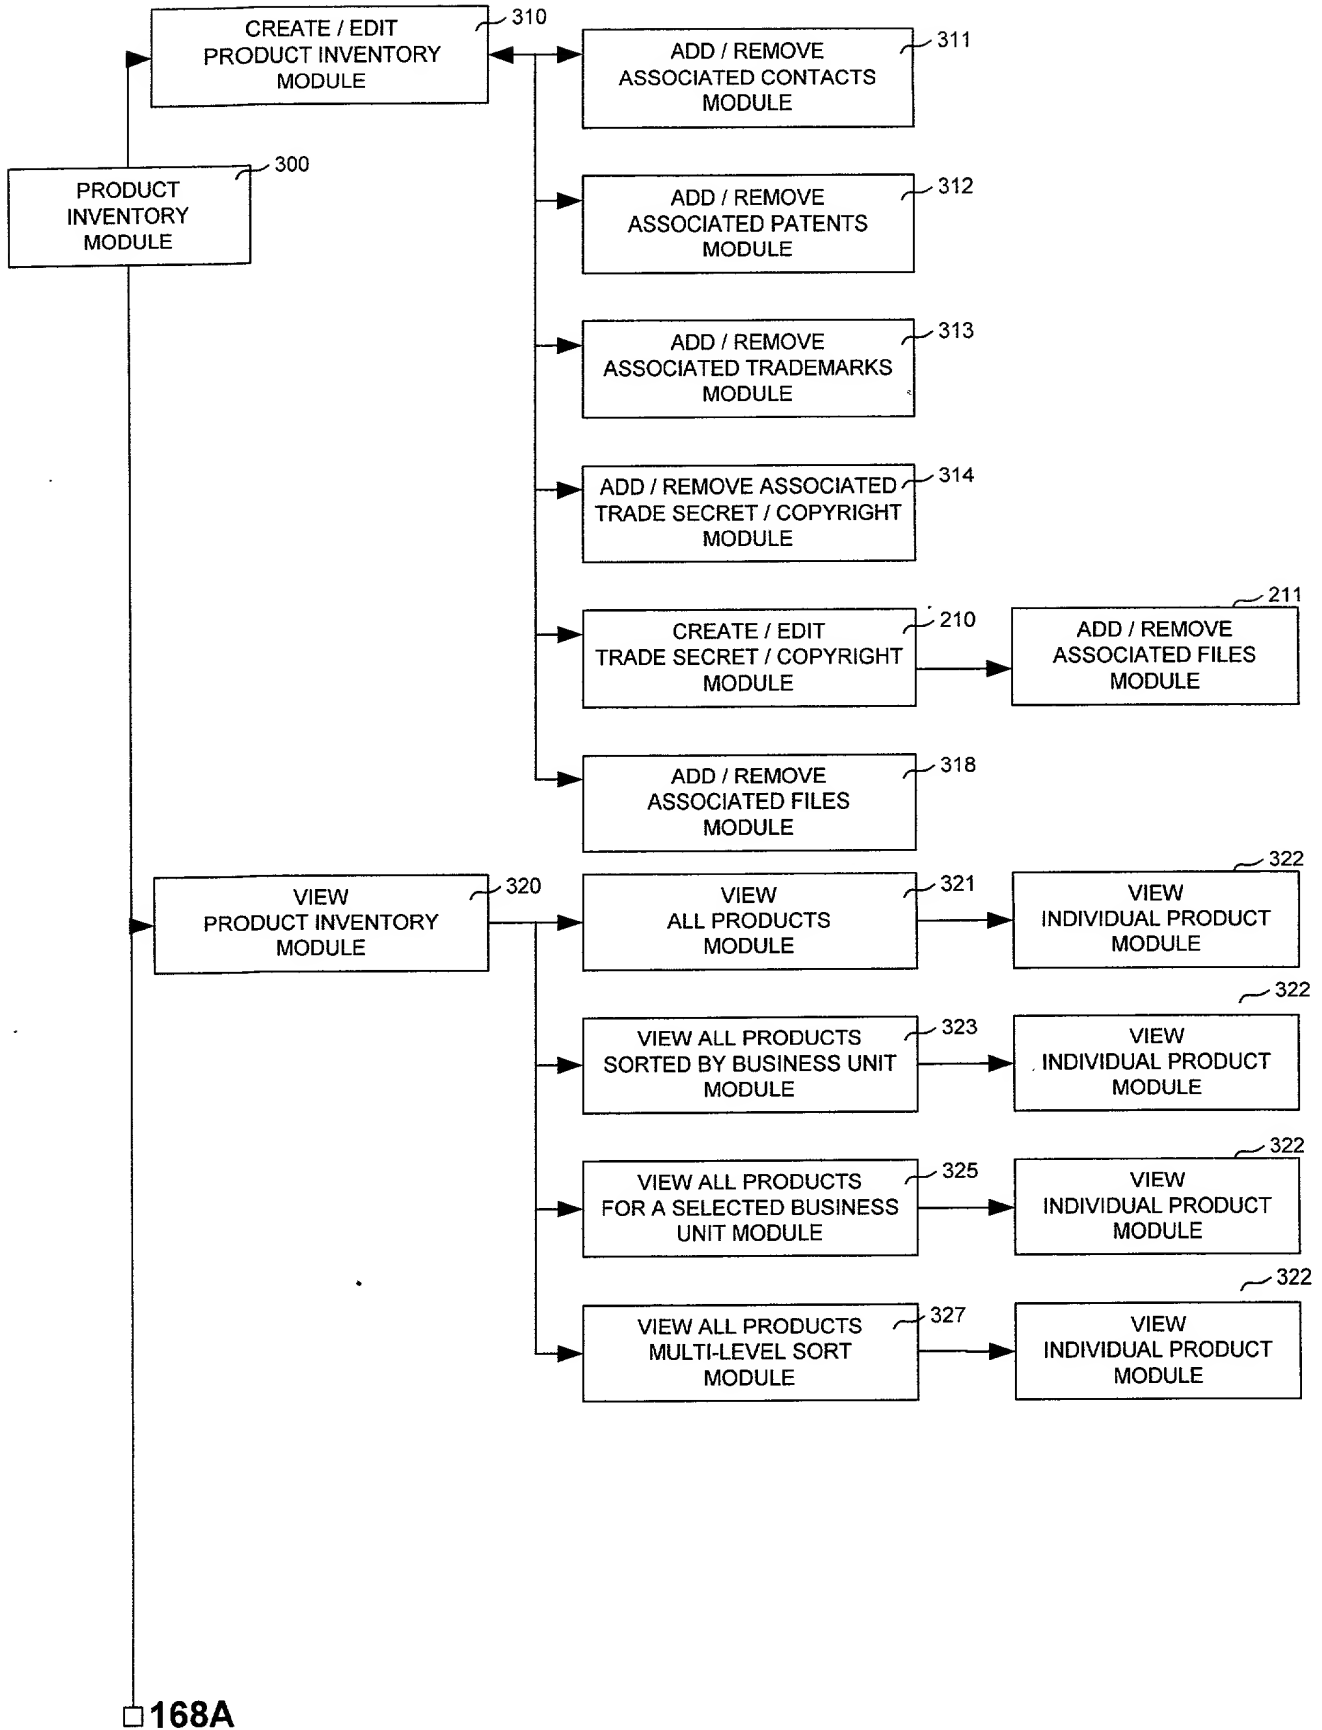 CREATE / EDIT
PRODUCT INVENTORY
MODULE
310
ADD / REMOVE
ASSOCIATED CONTACTS
MODULE
311
PRODUCT
INVENTORY
MODULE
300
ADD / REMOVE
ASSOCIATED PATENTS
MODULE
312
ADD / REMOVE
ASSOCIATED TRADEMARKS
MODULE
313
ADD / REMOVE ASSOCIATED
TRADE SECRET / COPYRIGHT
MODULE
314
CREATE / EDIT
TRADE SECRET / COPYRIGHT
MODULE
210
ADD / REMOVE
ASSOCIATED FILES
MODULE
211
ADD / REMOVE
ASSOCIATED FILES
MODULE
318
VIEW
PRODUCT INVENTORY
MODULE
320
VIEW
ALL PRODUCTS
MODULE
321
VIEW
INDIVIDUAL PRODUCT
MODULE
322
VIEW ALL PRODUCTS
SORTED BY BUSINESS UNIT
MODULE
323
VIEW
INDIVIDUAL PRODUCT
MODULE
322
VIEW ALL PRODUCTS
FOR A SELECTED BUSINESS
UNIT MODULE
325
VIEW
INDIVIDUAL PRODUCT
MODULE
322
VIEW ALL PRODUCTS
MULTI-LEVEL SORT
MODULE
327
VIEW
INDIVIDUAL PRODUCT
MODULE
322
168A